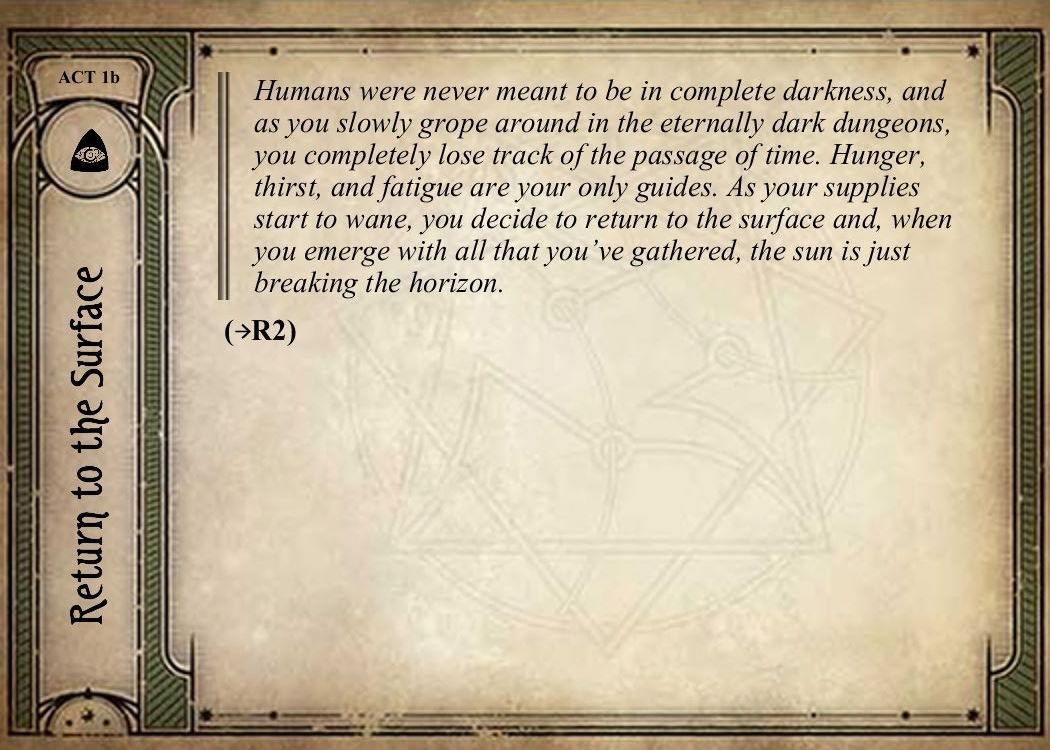 ACT 1b
Return to the Surface
Humans were never meant to be in complete darkness, and
as you slowly grope around in the eternally dark dungeons,
you completely lose track of the passage of time. Hunger,
thirst, and fatigue are your only guides. As your supplies
start to wane, you decide to return to the surface and, when
you emerge with all that you’ve gathered, the sun is just
breaking the horizon.
(→R2)